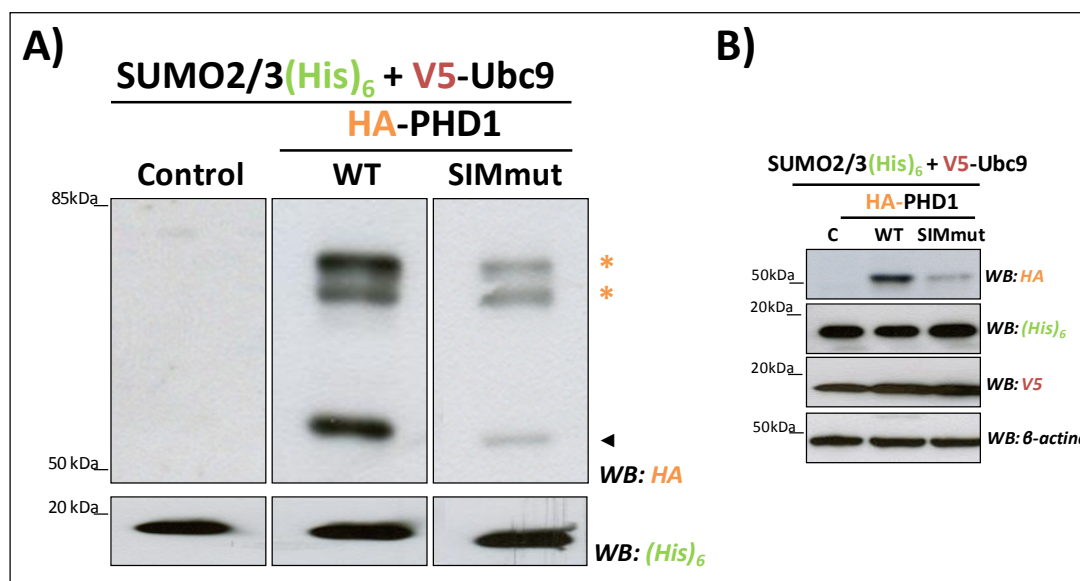 A)
SUMO2/3(His)6 + V5-Ubc9
HA-PHD1
Control WT SIMmut
85kDa
*
*
◄
50 kDa
WB: HA
20 kDa
WB: (His)6
B)
SUMO2/3(His)6 + V5-Ubc9
HA-PHD1
C WT SIMmut
50kDa WB: HA
20kDa WB: (His)6
20kDa WB: V5
50kDa WB: β-actina